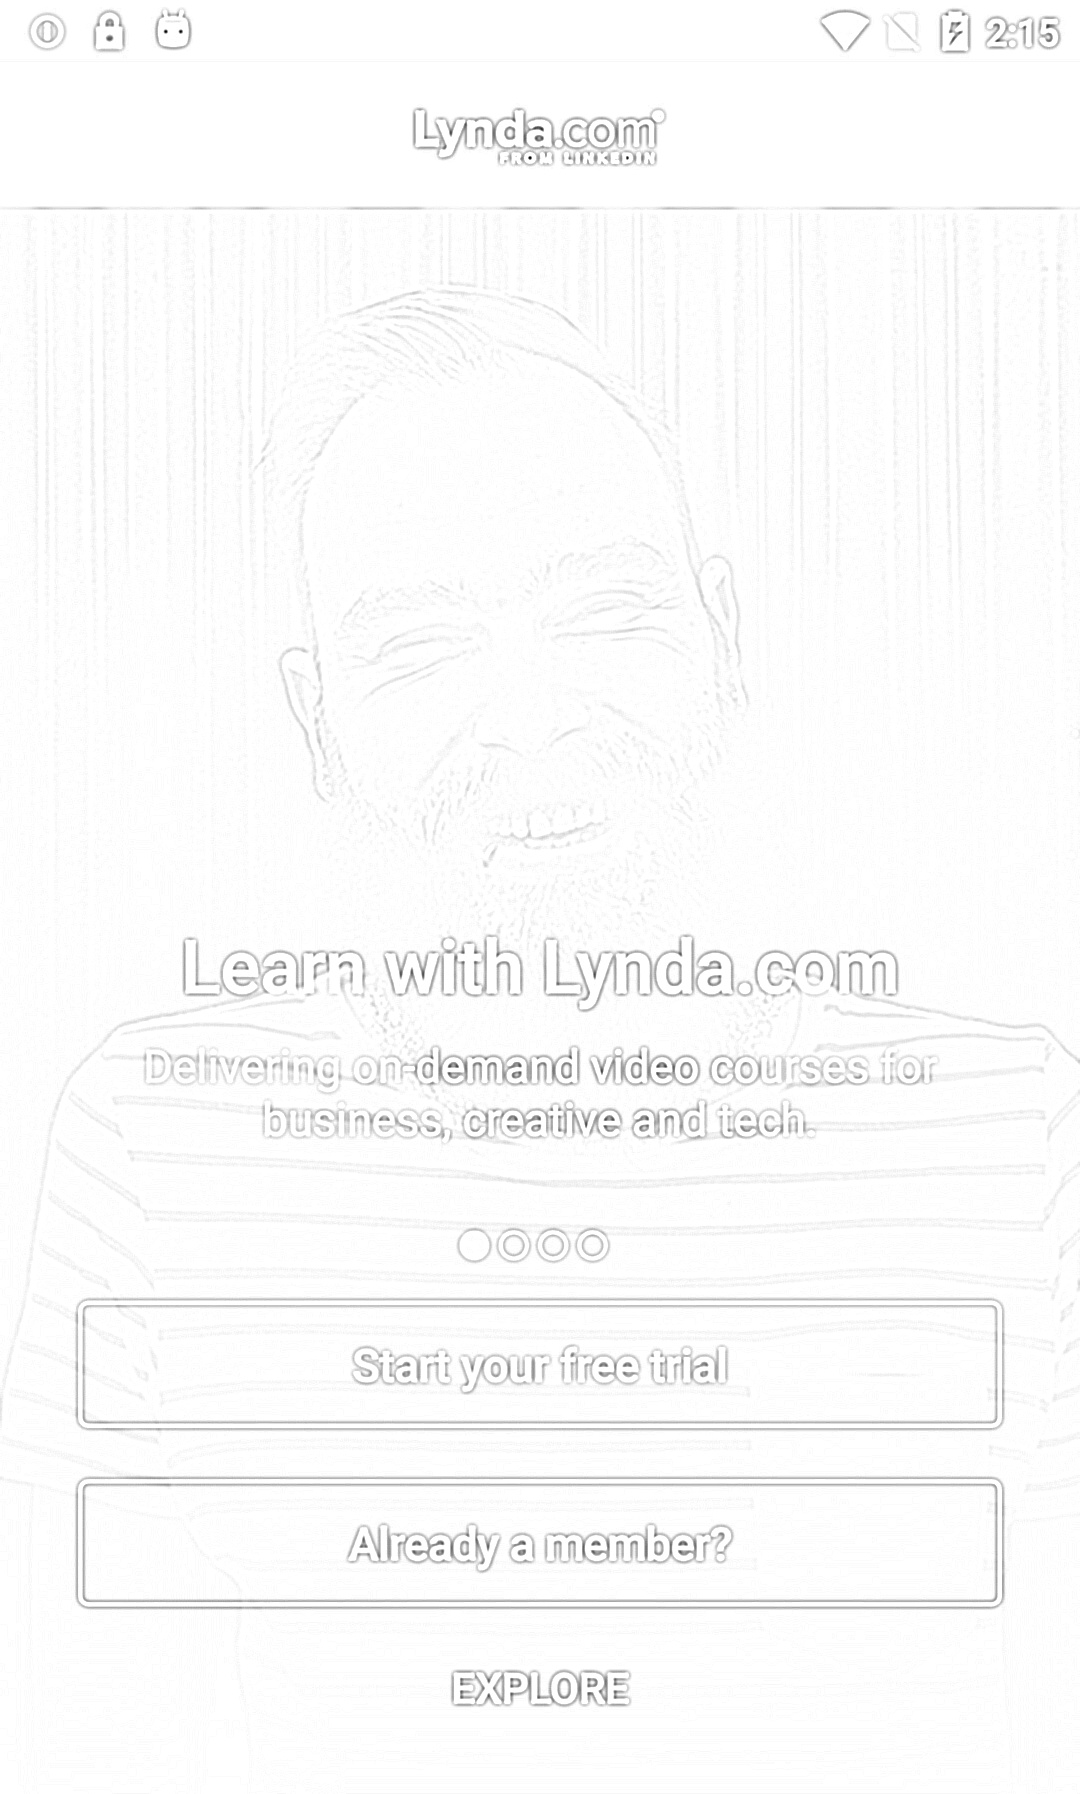 2:15
Lynda.com
FROM LINKEDIN
Learn with Lynda.com
Delivering on-demand video courses for
business, creative and tech.
Start your free trial
Already a member?
EXPLORE